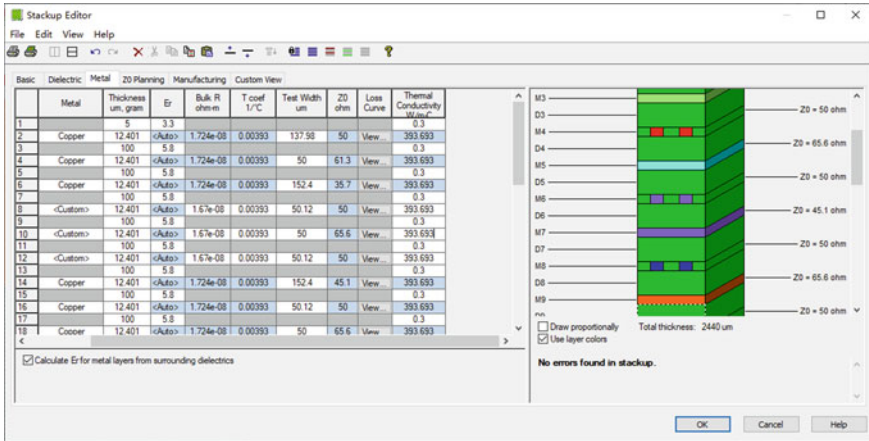 Stackup Editor
File Edit View Help
Basic Dielectric Metal Z0 Planning Manufacturing Custom View
Metal Thickness um, gram Er Bulk R ohm-m T coef 1/°C Test Width um Z0 ohm Loss Curve Thermal Conductivity W/m-C
1 5 3.3 0.3
2 Copper 12.401 <Auto> 1.724e-08 0.00393 137.98 50 View... 393.693
3 100 5.8 0.3
4 Copper 12.401 <Auto> 1.724e-08 0.00393 50 61.3 View... 393.693
5 100 5.8 0.3
6 Copper 12.401 <Auto> 1.724e-08 0.00393 152.4 35.7 View... 393.693
7 100 5.8 0.3
8 <Custom> 12.401 <Auto> 1.67e-08 0.00393 50.12 50 View... 393.693
9 100 5.8 0.3
10 <Custom> 12.401 <Auto> 1.67e-08 0.00393 50 65.6 View... 393.693
11 100 5.8 0.3
12 <Custom> 12.401 <Auto> 1.67e-08 0.00393 50.12 50 View... 393.693
13 100 5.8 0.3
14 Copper 12.401 <Auto> 1.724e-08 0.00393 152.4 45.1 View... 393.693
15 100 5.8 0.3
16 Copper 12.401 <Auto> 1.724e-08 0.00393 50.12 50 View... 393.693
17 100 5.8 0.3
18 Copper 12.401 <Auto> 1.724e-08 0.00393 50 65.6 View... 393.693
Calculate Er for metal layers from surrounding dielectrics
M3
Z0 = 50 ohm
D3
M4
Z0 = 65.6 ohm
D4
M5
Z0 = 50 ohm
D5
M6
Z0 = 45.1 ohm
D6
M7
Z0 = 50 ohm
D7
M8
Z0 = 65.6 ohm
D8
M9
Z0 = 50 ohm
Draw proportionally Total thickness: 2440 um
Use layer colors
No errors found in stackup.
OK Cancel Help